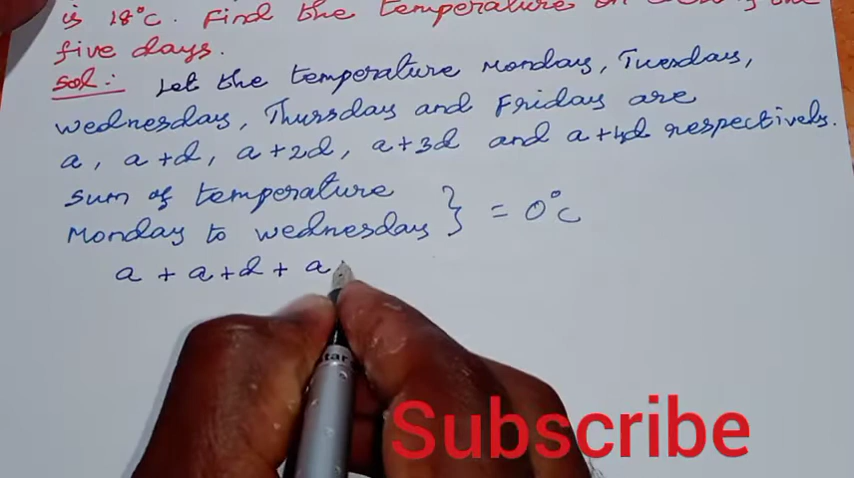 is 18°C. Find the temperature on
five days.
Sol:- Let the temperature Monday, Tuesday,
Wednesday, Thursday and Friday are
a, a+d, a+2d, a+3d and a+4d respectively.
Sum of temperature
Monday to Wednesday } = 0°C
a + a+d + a
Subscribe